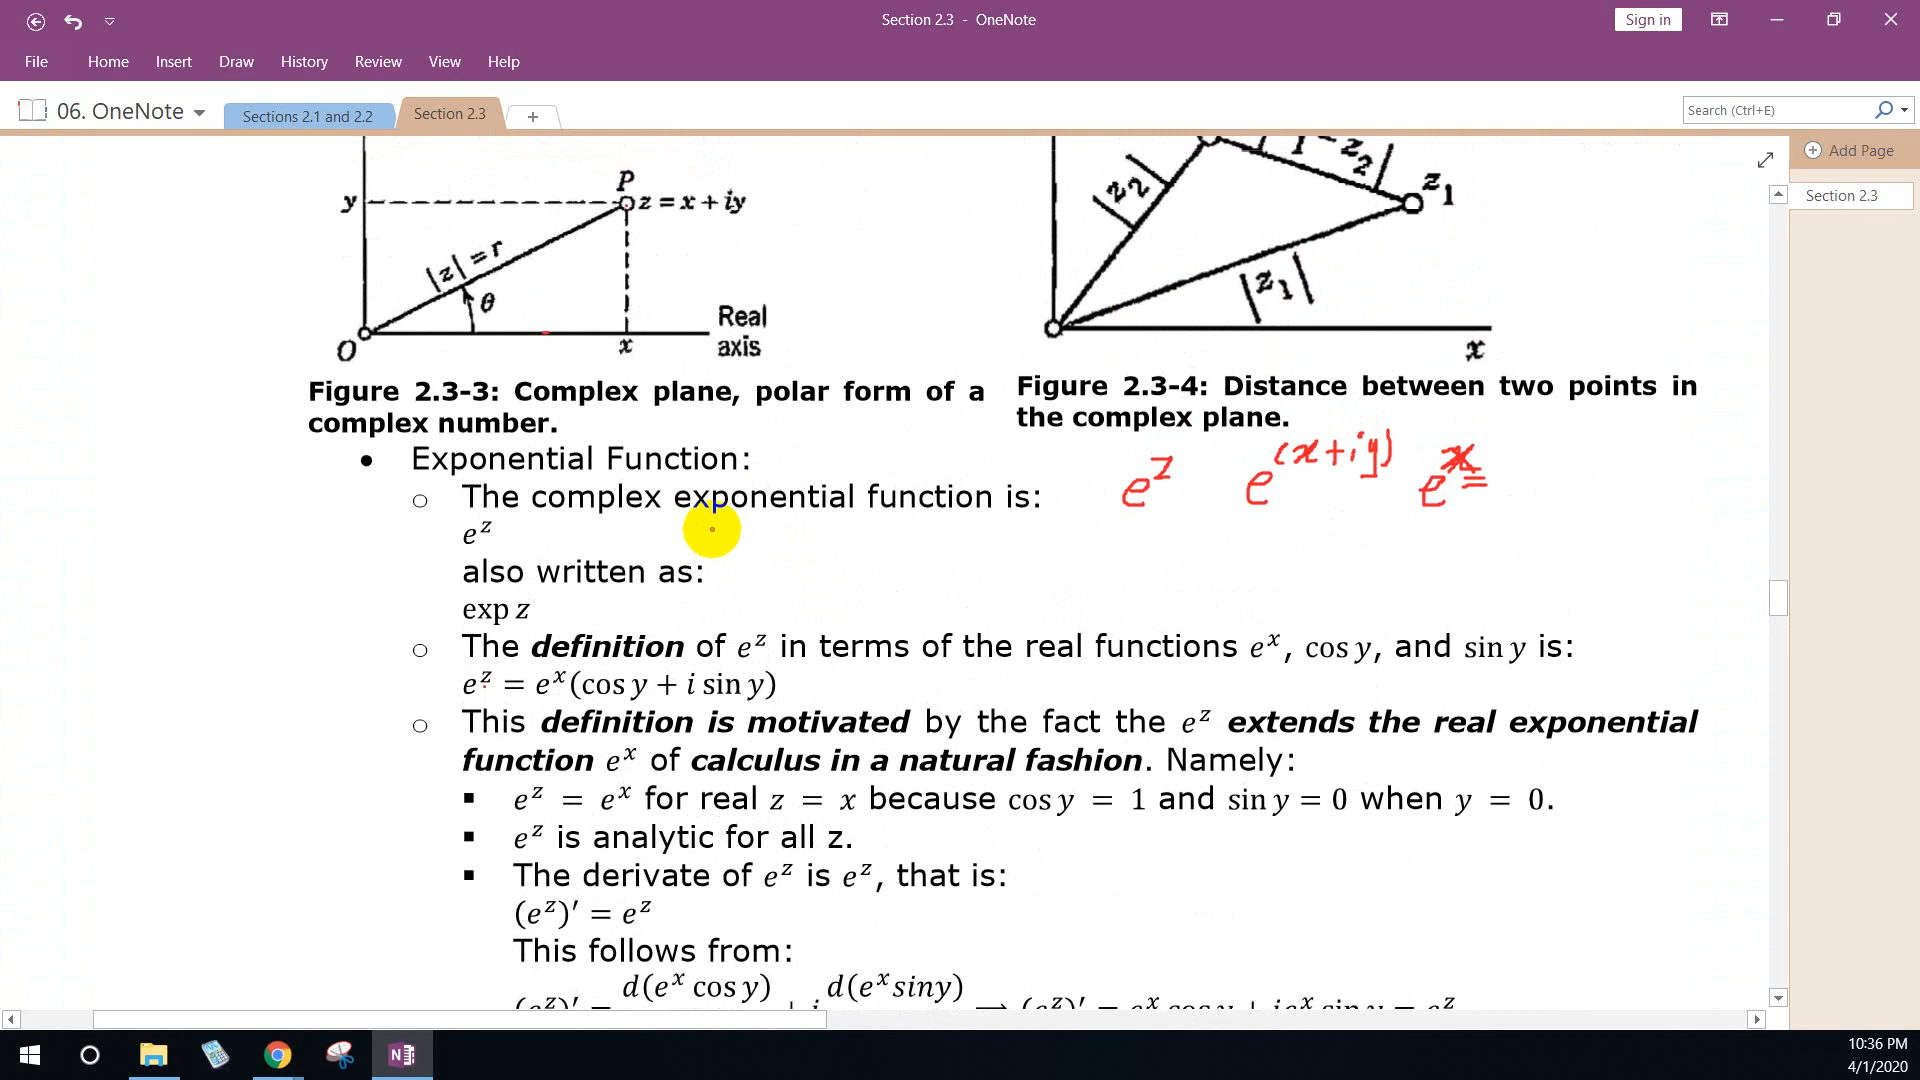 Section 2.3 - OneNote
Sign in
File Home Insert Draw History Review View Help
06. OneNote
Sections 2.1 and 2.2
Section 2.3
+
Search (Ctrl+E)
Add Page
Section 2.3
y
P
z = x + iy
|z| = r
θ
O
x
Real
axis
|z2|
z2|
z1
|z1|
x
Figure 2.3-3: Complex plane, polar form of a
complex number.
Figure 2.3-4: Distance between two points in
the complex plane.
• Exponential Function:
e^z e^(x+iy) e^x
o The complex exponential function is:
e^z
also written as:
exp z
o The definition of e^z in terms of the real functions e^x, cos y, and sin y is:
e^z = e^x(cos y + i sin y)
o This definition is motivated by the fact the e^z extends the real exponential
function e^x of calculus in a natural fashion. Namely:
▪ e^z = e^x for real z = x because cos y = 1 and sin y = 0 when y = 0.
▪ e^z is analytic for all z.
▪ The derivate of e^z is e^z, that is:
(e^z)′ = e^z
This follows from:
d(e^x cos y) d(e^x siny)
(e^z)′ = + i ⟹ (e^z)′ = e^x cos y + ie^x sin y = e^z
10:36 PM
4/1/2020